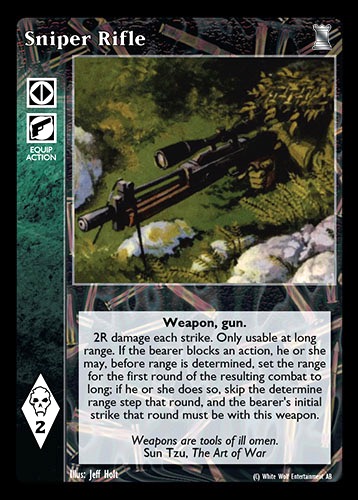 Sniper Rifle
EQUIP
ACTION
Weapon, gun.
2R damage each strike. Only usable at long
range. If the bearer blocks an action, he or she
may, before range is determined, set the range
for the first round of the resulting combat to
long; if he or she does so, skip the determine
range step that round, and the bearer's initial
strike that round must be with this weapon.
Weapons are tools of ill omen.
Sun Tzu, The Art of War
2
Illus: Jeff Holt
(C) White Wolf Entertainment AB